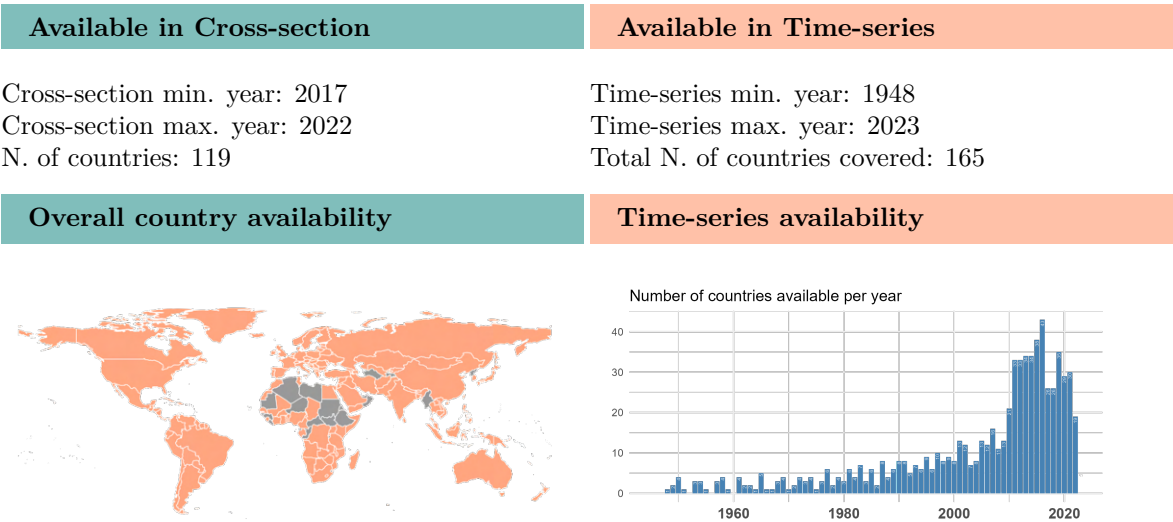 Available in Cross-section
Available in Time-series
Cross-section min. year: 2017
Cross-section max. year: 2022
N. of countries: 119
Time-series min. year: 1948
Time-series max. year: 2023
Total N. of countries covered: 165
Overall country availability
Time-series availability
Number of countries available per year
40
30
20
10
0
1960
1980
2000
2020